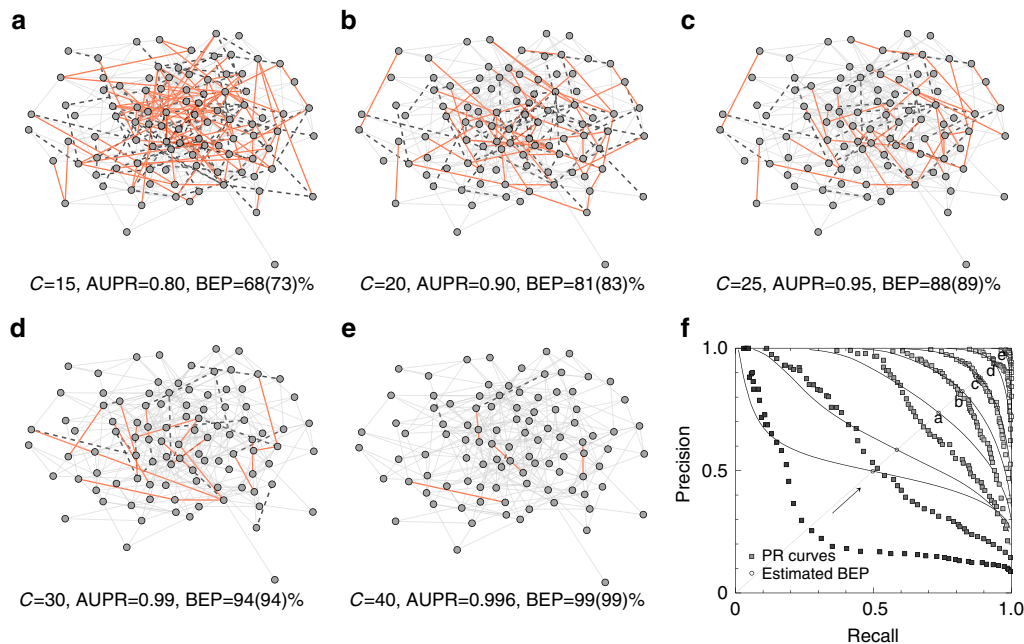 a
b
c
C=15, AUPR=0.80, BEP=68(73)%
C=20, AUPR=0.90, BEP=81(83)%
C=25, AUPR=0.95, BEP=88(89)%
d
e
f
C=30, AUPR=0.99, BEP=94(94)%
C=40, AUPR=0.996, BEP=99(99)%
1.0
0.5
0
Precision
e
d
c
b
a
PR curves
Estimated BEP
0
0.5
1.0
Recall